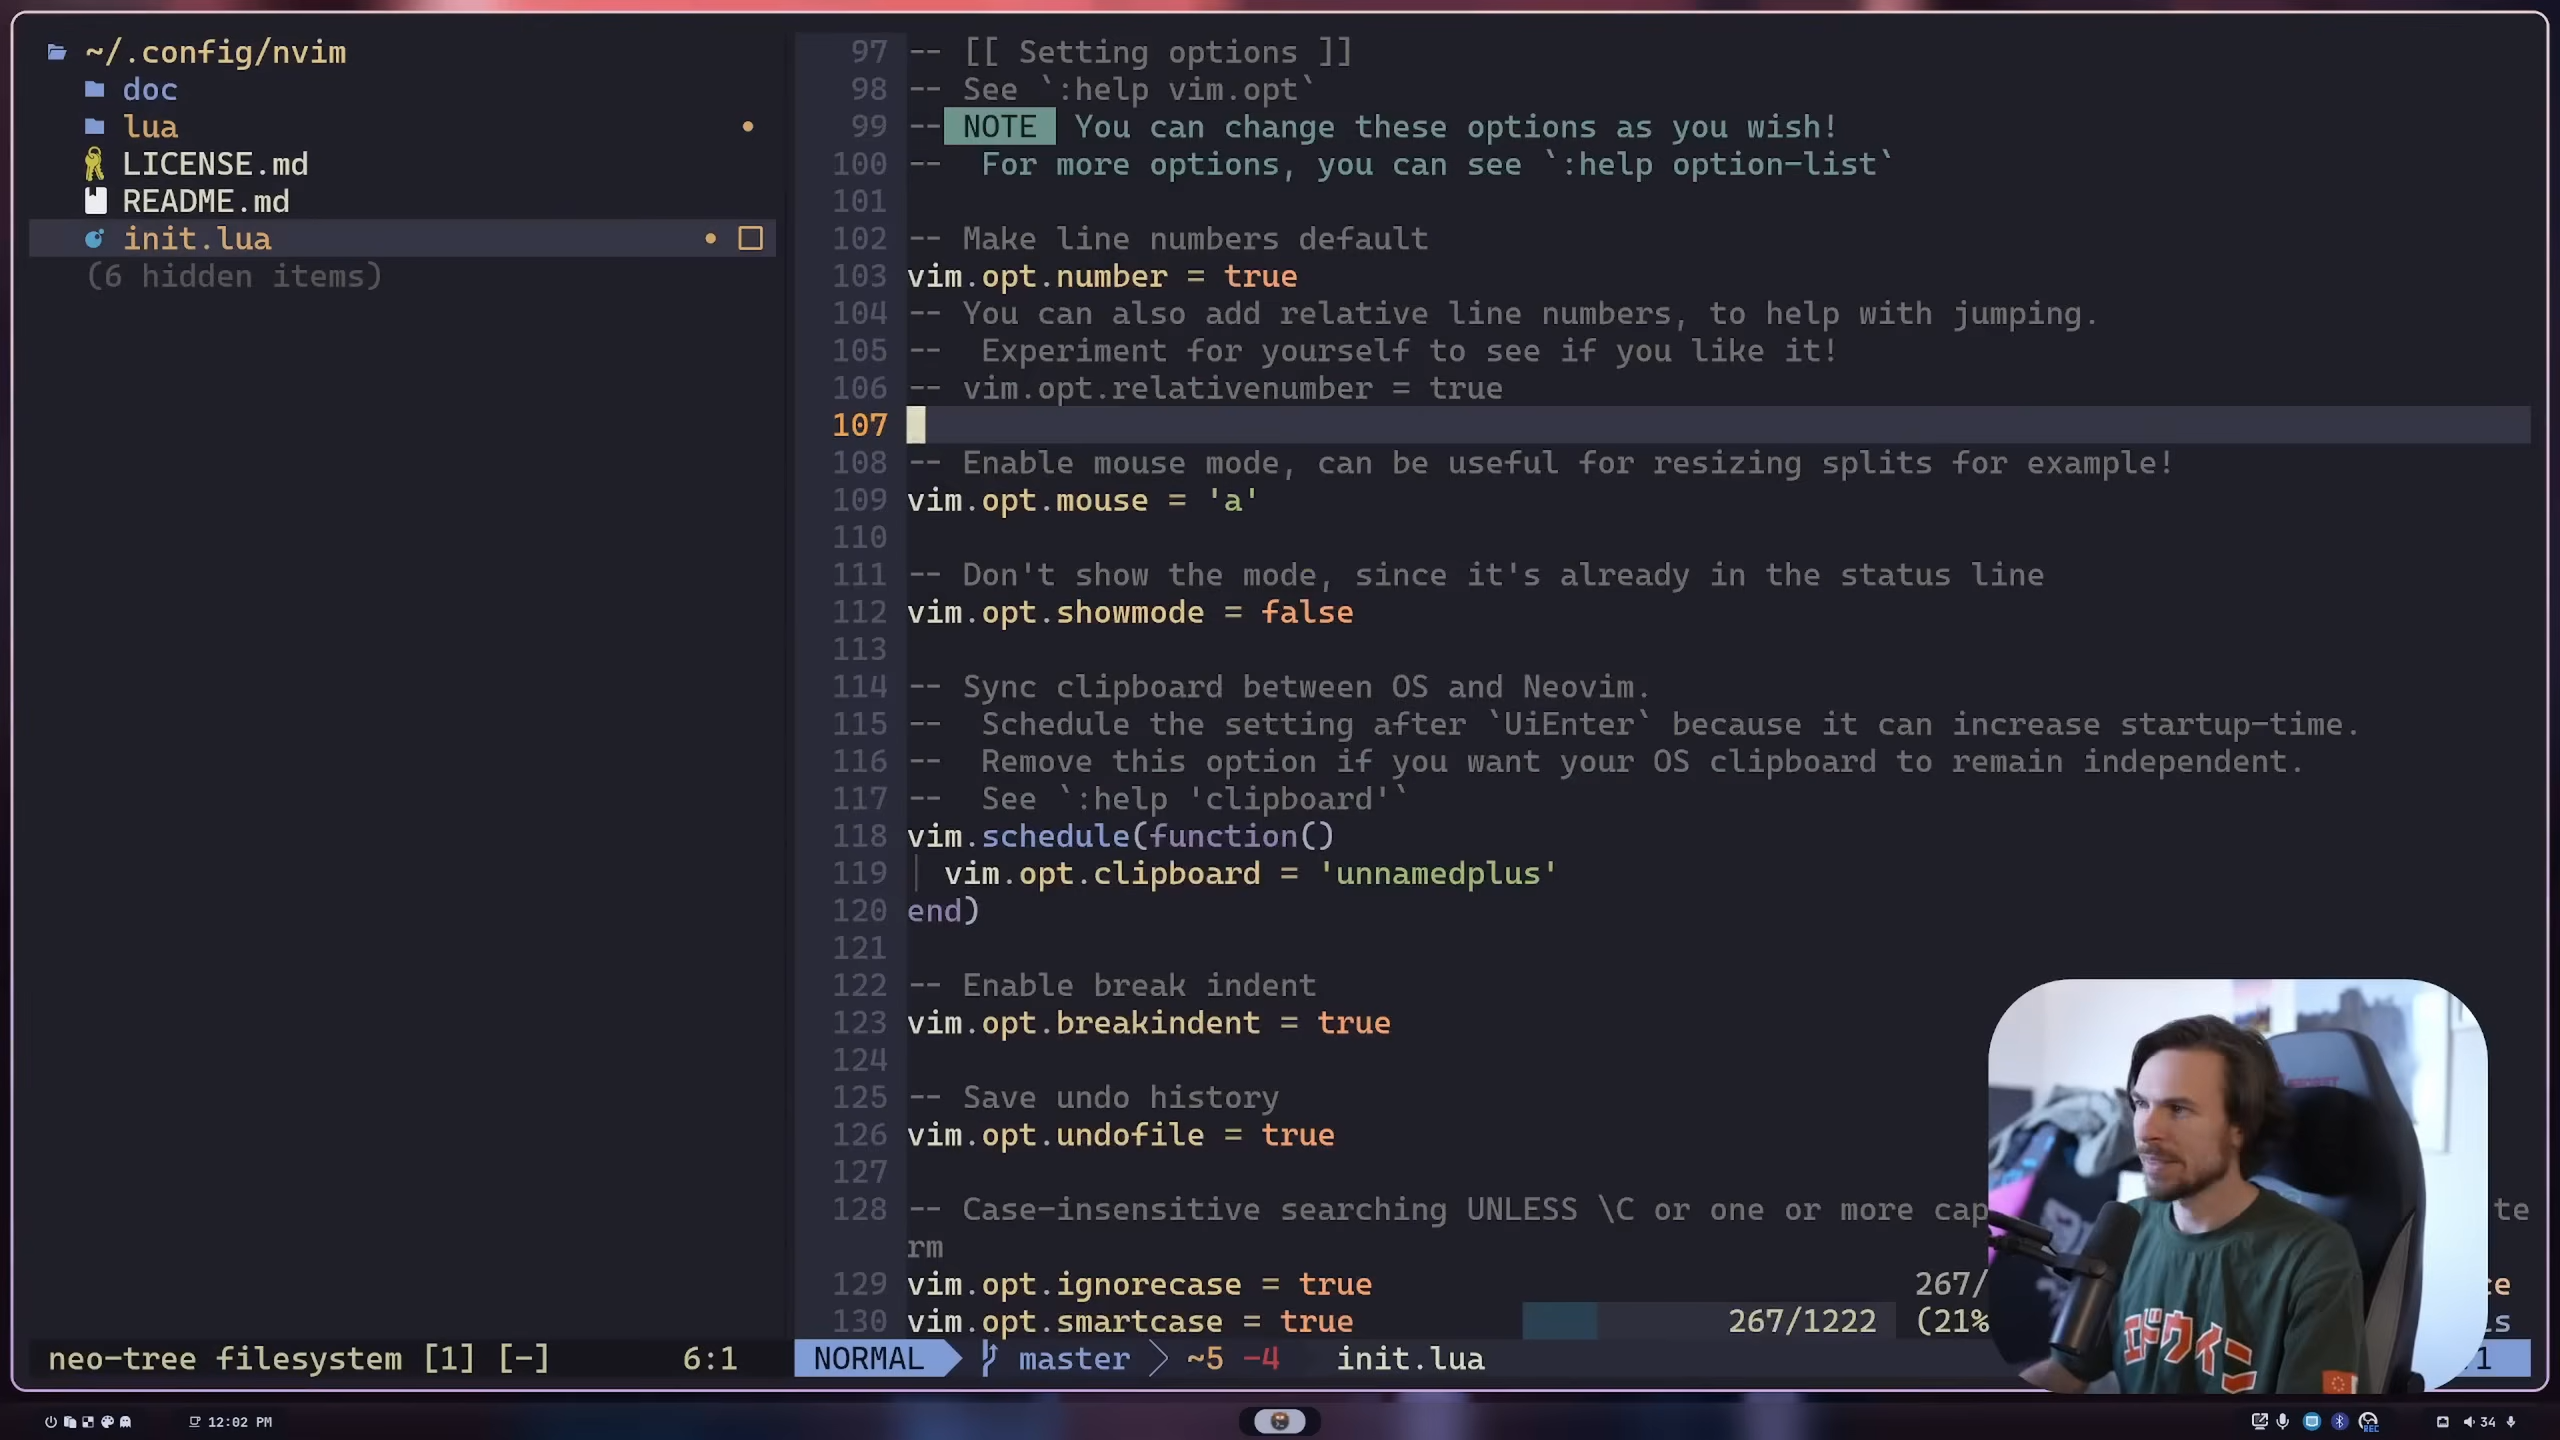 ~/.config/nvim
doc
lua
LICENSE.md
README.md
init.lua
(6 hidden items)
97 -- [[ Setting options ]]
98 -- See `:help vim.opt`
99 -- NOTE You can change these options as you wish!
100 --  For more options, you can see `:help option-list`
101
102 -- Make line numbers default
103 vim.opt.number = true
104 -- You can also add relative line numbers, to help with jumping.
105 --  Experiment for yourself to see if you like it!
106 -- vim.opt.relativenumber = true
107
108 -- Enable mouse mode, can be useful for resizing splits for example!
109 vim.opt.mouse = 'a'
110
111 -- Don't show the mode, since it's already in the status line
112 vim.opt.showmode = false
113
114 -- Sync clipboard between OS and Neovim.
115 --  Schedule the setting after `UiEnter` because it can increase startup-time.
116 --  Remove this option if you want your OS clipboard to remain independent.
117 --  See `:help 'clipboard'`
118 vim.schedule(function()
119   vim.opt.clipboard = 'unnamedplus'
120 end)
121
122 -- Enable break indent
123 vim.opt.breakindent = true
124
125 -- Save undo history
126 vim.opt.undofile = true
127
128 -- Case-insensitive searching UNLESS \C or one or more cap te
rm
129 vim.opt.ignorecase = true 267/
130 vim.opt.smartcase = true 267/1222 (21%
neo-tree filesystem [1] [-] 6:1
NORMAL master ~5 -4 init.lua
エドウィン
12:02 PM
REC
34